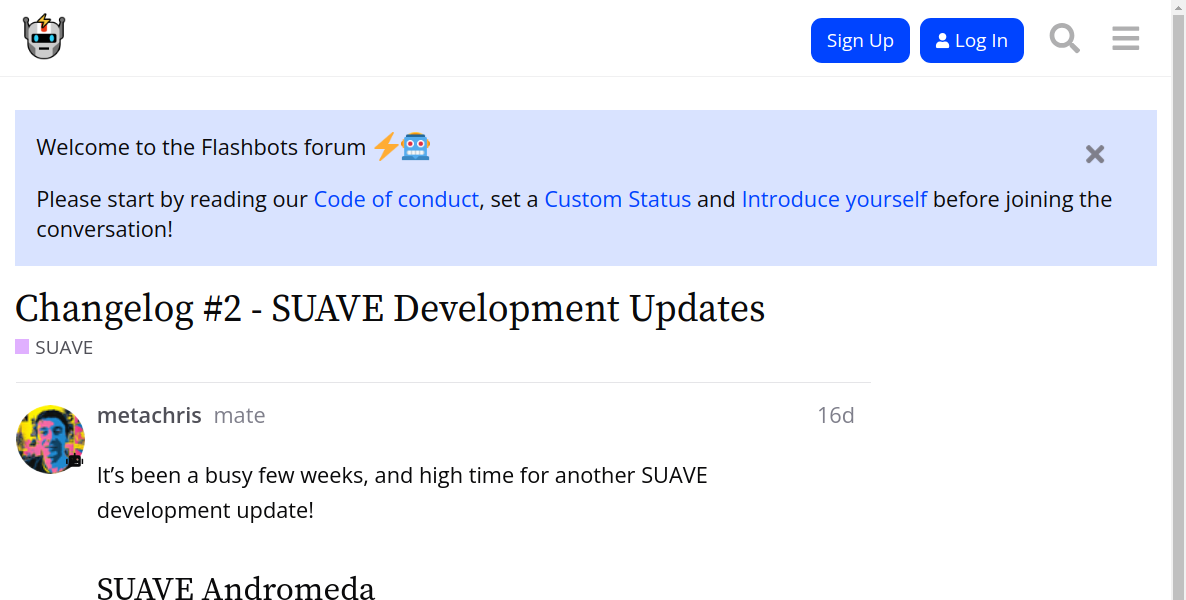 Sign Up
Log In
Welcome to the Flashbots forum
Please start by reading our Code of conduct, set a Custom Status and Introduce yourself before joining the
conversation!
Changelog #2 - SUAVE Development Updates
SUAVE
metachris mate 16d
It’s been a busy few weeks, and high time for another SUAVE
development update!
SUAVE Andromeda